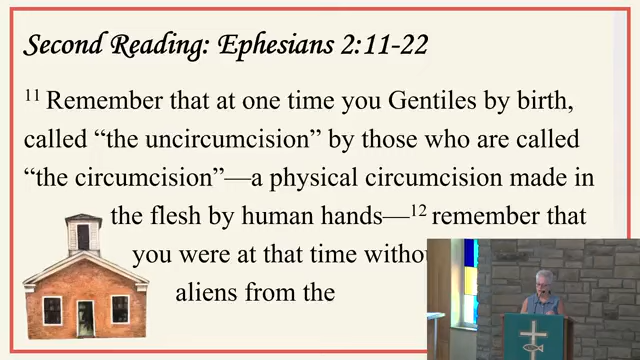 Second Reading: Ephesians 2:11-22
11 Remember that at one time you Gentiles by birth,
called “the uncircumcision” by those who are called
“the circumcision”—a physical circumcision made in
the flesh by human hands—12 remember that
you were at that time
aliens from the